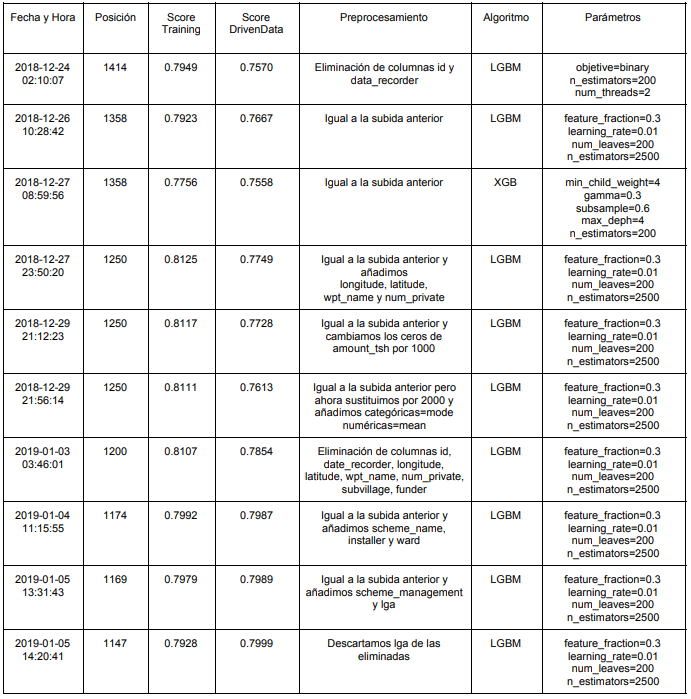 Fecha y Hora Posición Score Training Score DrivenData Preprocesamiento Algoritmo Parámetros
2018-12-24 02:10:07 1414 0.7949 0.7570 Eliminación de columnas id y data_recorder LGBM objetive=binary n_estimators=200 num_threads=2
2018-12-26 10:28:42 1358 0.7923 0.7667 Igual a la subida anterior LGBM feature_fraction=0.3 learning_rate=0.01 num_leaves=200 n_estimators=2500
2018-12-27 08:59:56 1358 0.7756 0.7558 Igual a la subida anterior XGB min_child_weight=4 gamma=0.3 subsample=0.6 max_deph=4 n_estimators=200
2018-12-27 23:50:20 1250 0.8125 0.7749 Igual a la subida anterior y añadimos longitude, latitude, wpt_name y num_private LGBM feature_fraction=0.3 learning_rate=0.01 num_leaves=200 n_estimators=2500
2018-12-29 21:12:23 1250 0.8117 0.7728 Igual a la subida anterior y cambiamos los ceros de amount_tsh por 1000 LGBM feature_fraction=0.3 learning_rate=0.01 num_leaves=200 n_estimators=2500
2018-12-29 21:56:14 1250 0.8111 0.7613 Igual a la subida anterior pero ahora sustituimos por 2000 y añadimos categóricas=mode numéricas=mean LGBM feature_fraction=0.3 learning_rate=0.01 num_leaves=200 n_estimators=2500
2019-01-03 03:46:01 1200 0.8107 0.7854 Eliminación de columnas id, date_recorder, longitude, latitude, wpt_name, num_private, subvillage, funder LGBM feature_fraction=0.3 learning_rate=0.01 num_leaves=200 n_estimators=2500
2019-01-04 11:15:55 1174 0.7992 0.7987 Igual a la subida anterior y añadimos scheme_name, installer y ward LGBM feature_fraction=0.3 learning_rate=0.01 num_leaves=200 n_estimators=2500
2019-01-05 13:31:43 1169 0.7979 0.7989 Igual a la subida anterior y añadimos scheme_management y lga LGBM feature_fraction=0.3 learning_rate=0.01 num_leaves=200 n_estimators=2500
2019-01-05 14:20:41 1147 0.7928 0.7999 Descartamos lga de las eliminadas LGBM feature_fraction=0.3 learning_rate=0.01 num_leaves=200 n_estimators=2500